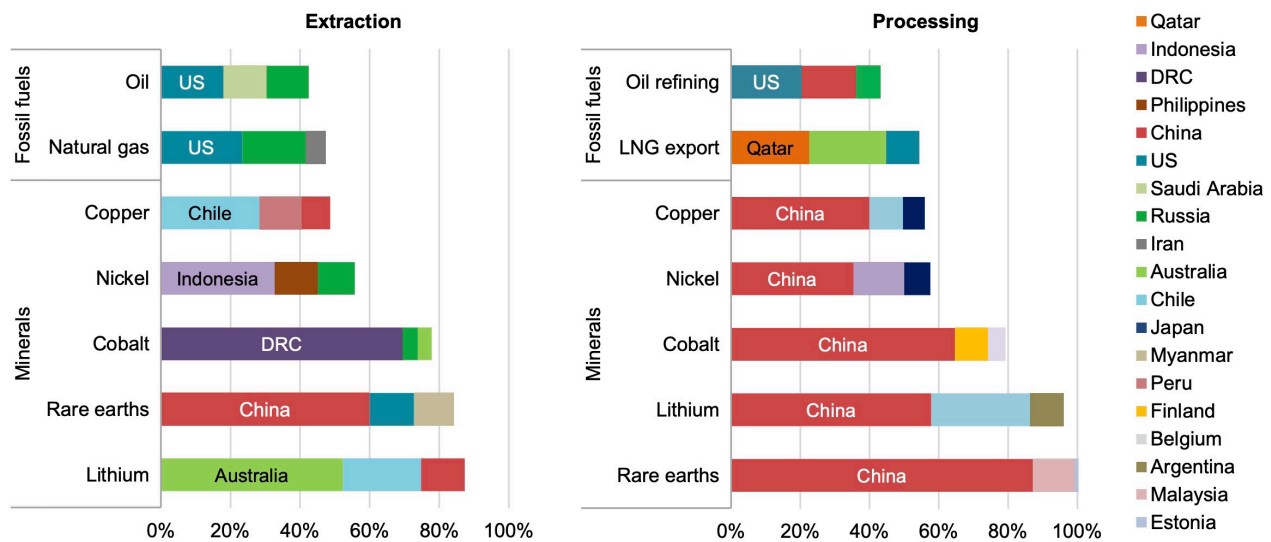 Extraction
Fossil fuels
Oil
US
Natural gas
US
Minerals
Copper
Chile
Nickel
Indonesia
Cobalt
DRC
Rare earths
China
Lithium
Australia
0% 20% 40% 60% 80% 100%
Processing
Fossil fuels
Oil refining
US
LNG export
Qatar
Minerals
Copper
China
Nickel
China
Cobalt
China
Lithium
China
Rare earths
China
0% 20% 40% 60% 80% 100%
Qatar
Indonesia
DRC
Philippines
China
US
Saudi Arabia
Russia
Iran
Australia
Chile
Japan
Myanmar
Peru
Finland
Belgium
Argentina
Malaysia
Estonia